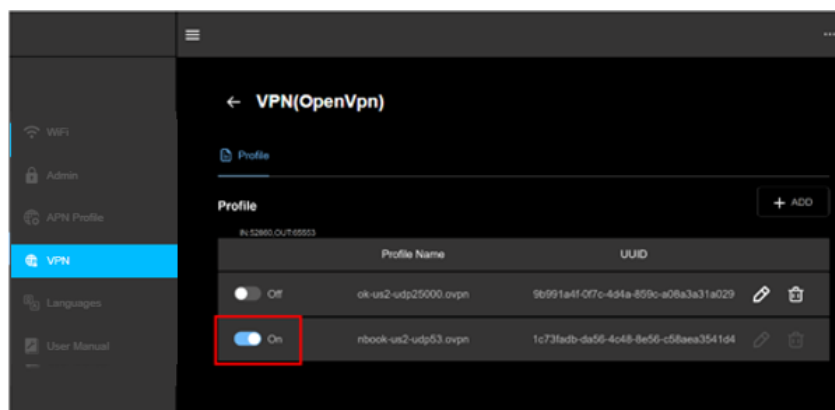 VPN(OpenVpn)
WiFi
Profile
Admin
Profile
+ ADD
APN Profile
IN:52860,OUT:65553
Profile Name UUID
VPN
Off ok-us2-udp25000.ovpn 9b991a4f-0f7c-4d4a-859c-a08a3a31a029
Languages
On nbook-us2-udp53.ovpn 1c73fadb-da56-4c48-8e56-c58aea3541d4
User Manual